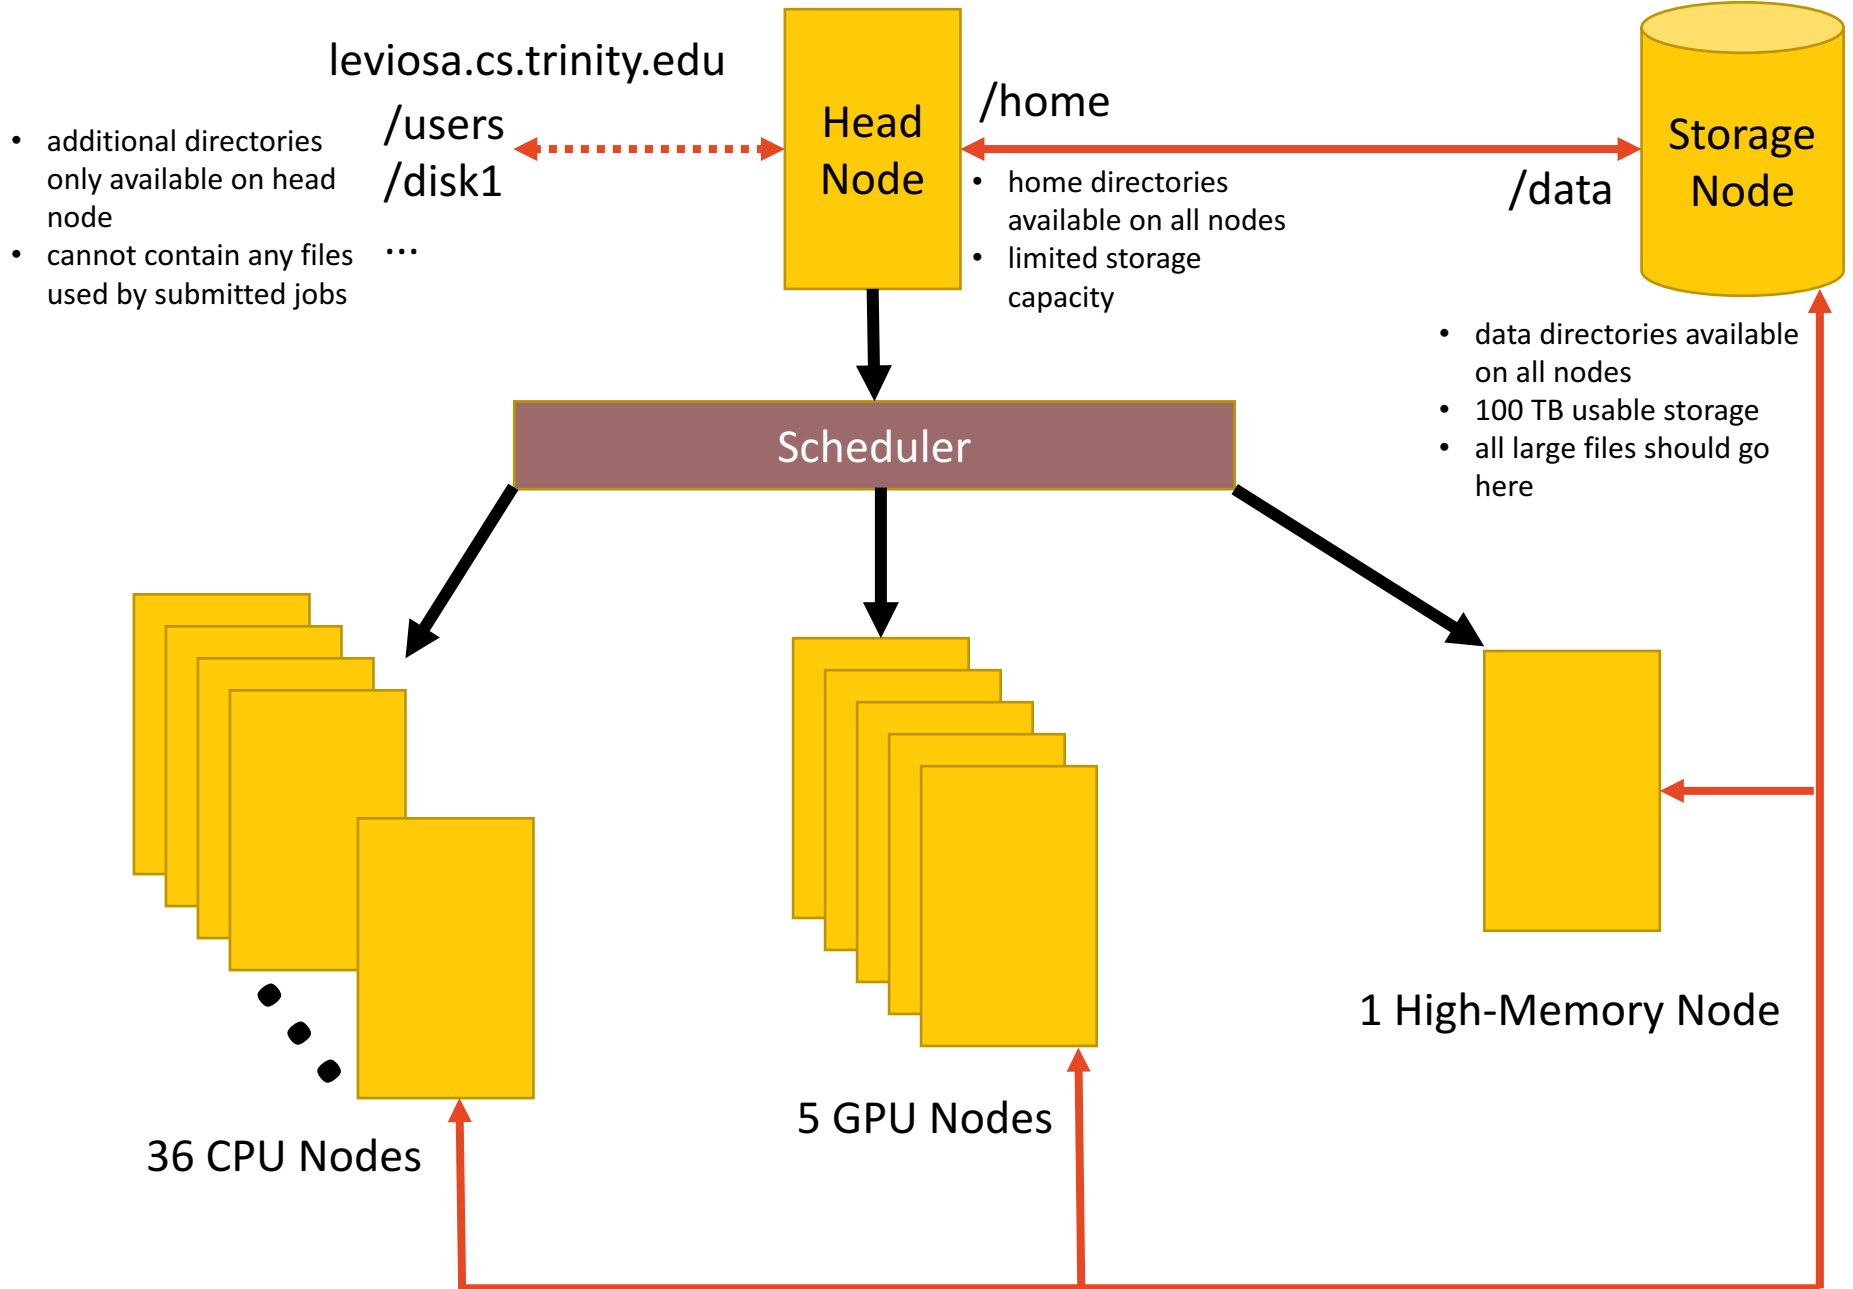 leviosa.cs.trinity.edu
/users
/disk1
...
• additional directories
only available on head
node
• cannot contain any files
used by submitted jobs
Head
Node
/home
• home directories
available on all nodes
• limited storage
capacity
/data
Storage
Node
• data directories available
on all nodes
• 100 TB usable storage
• all large files should go
here
Scheduler
36 CPU Nodes
5 GPU Nodes
1 High-Memory Node